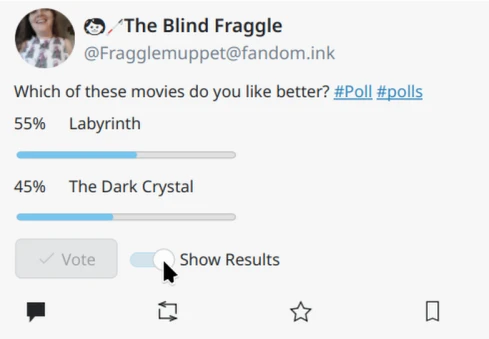 The Blind Fraggle
@Fragglemuppet@fandom.ink
Which of these movies do you like better? #Poll #polls
55% Labyrinth
45% The Dark Crystal
Vote Show Results